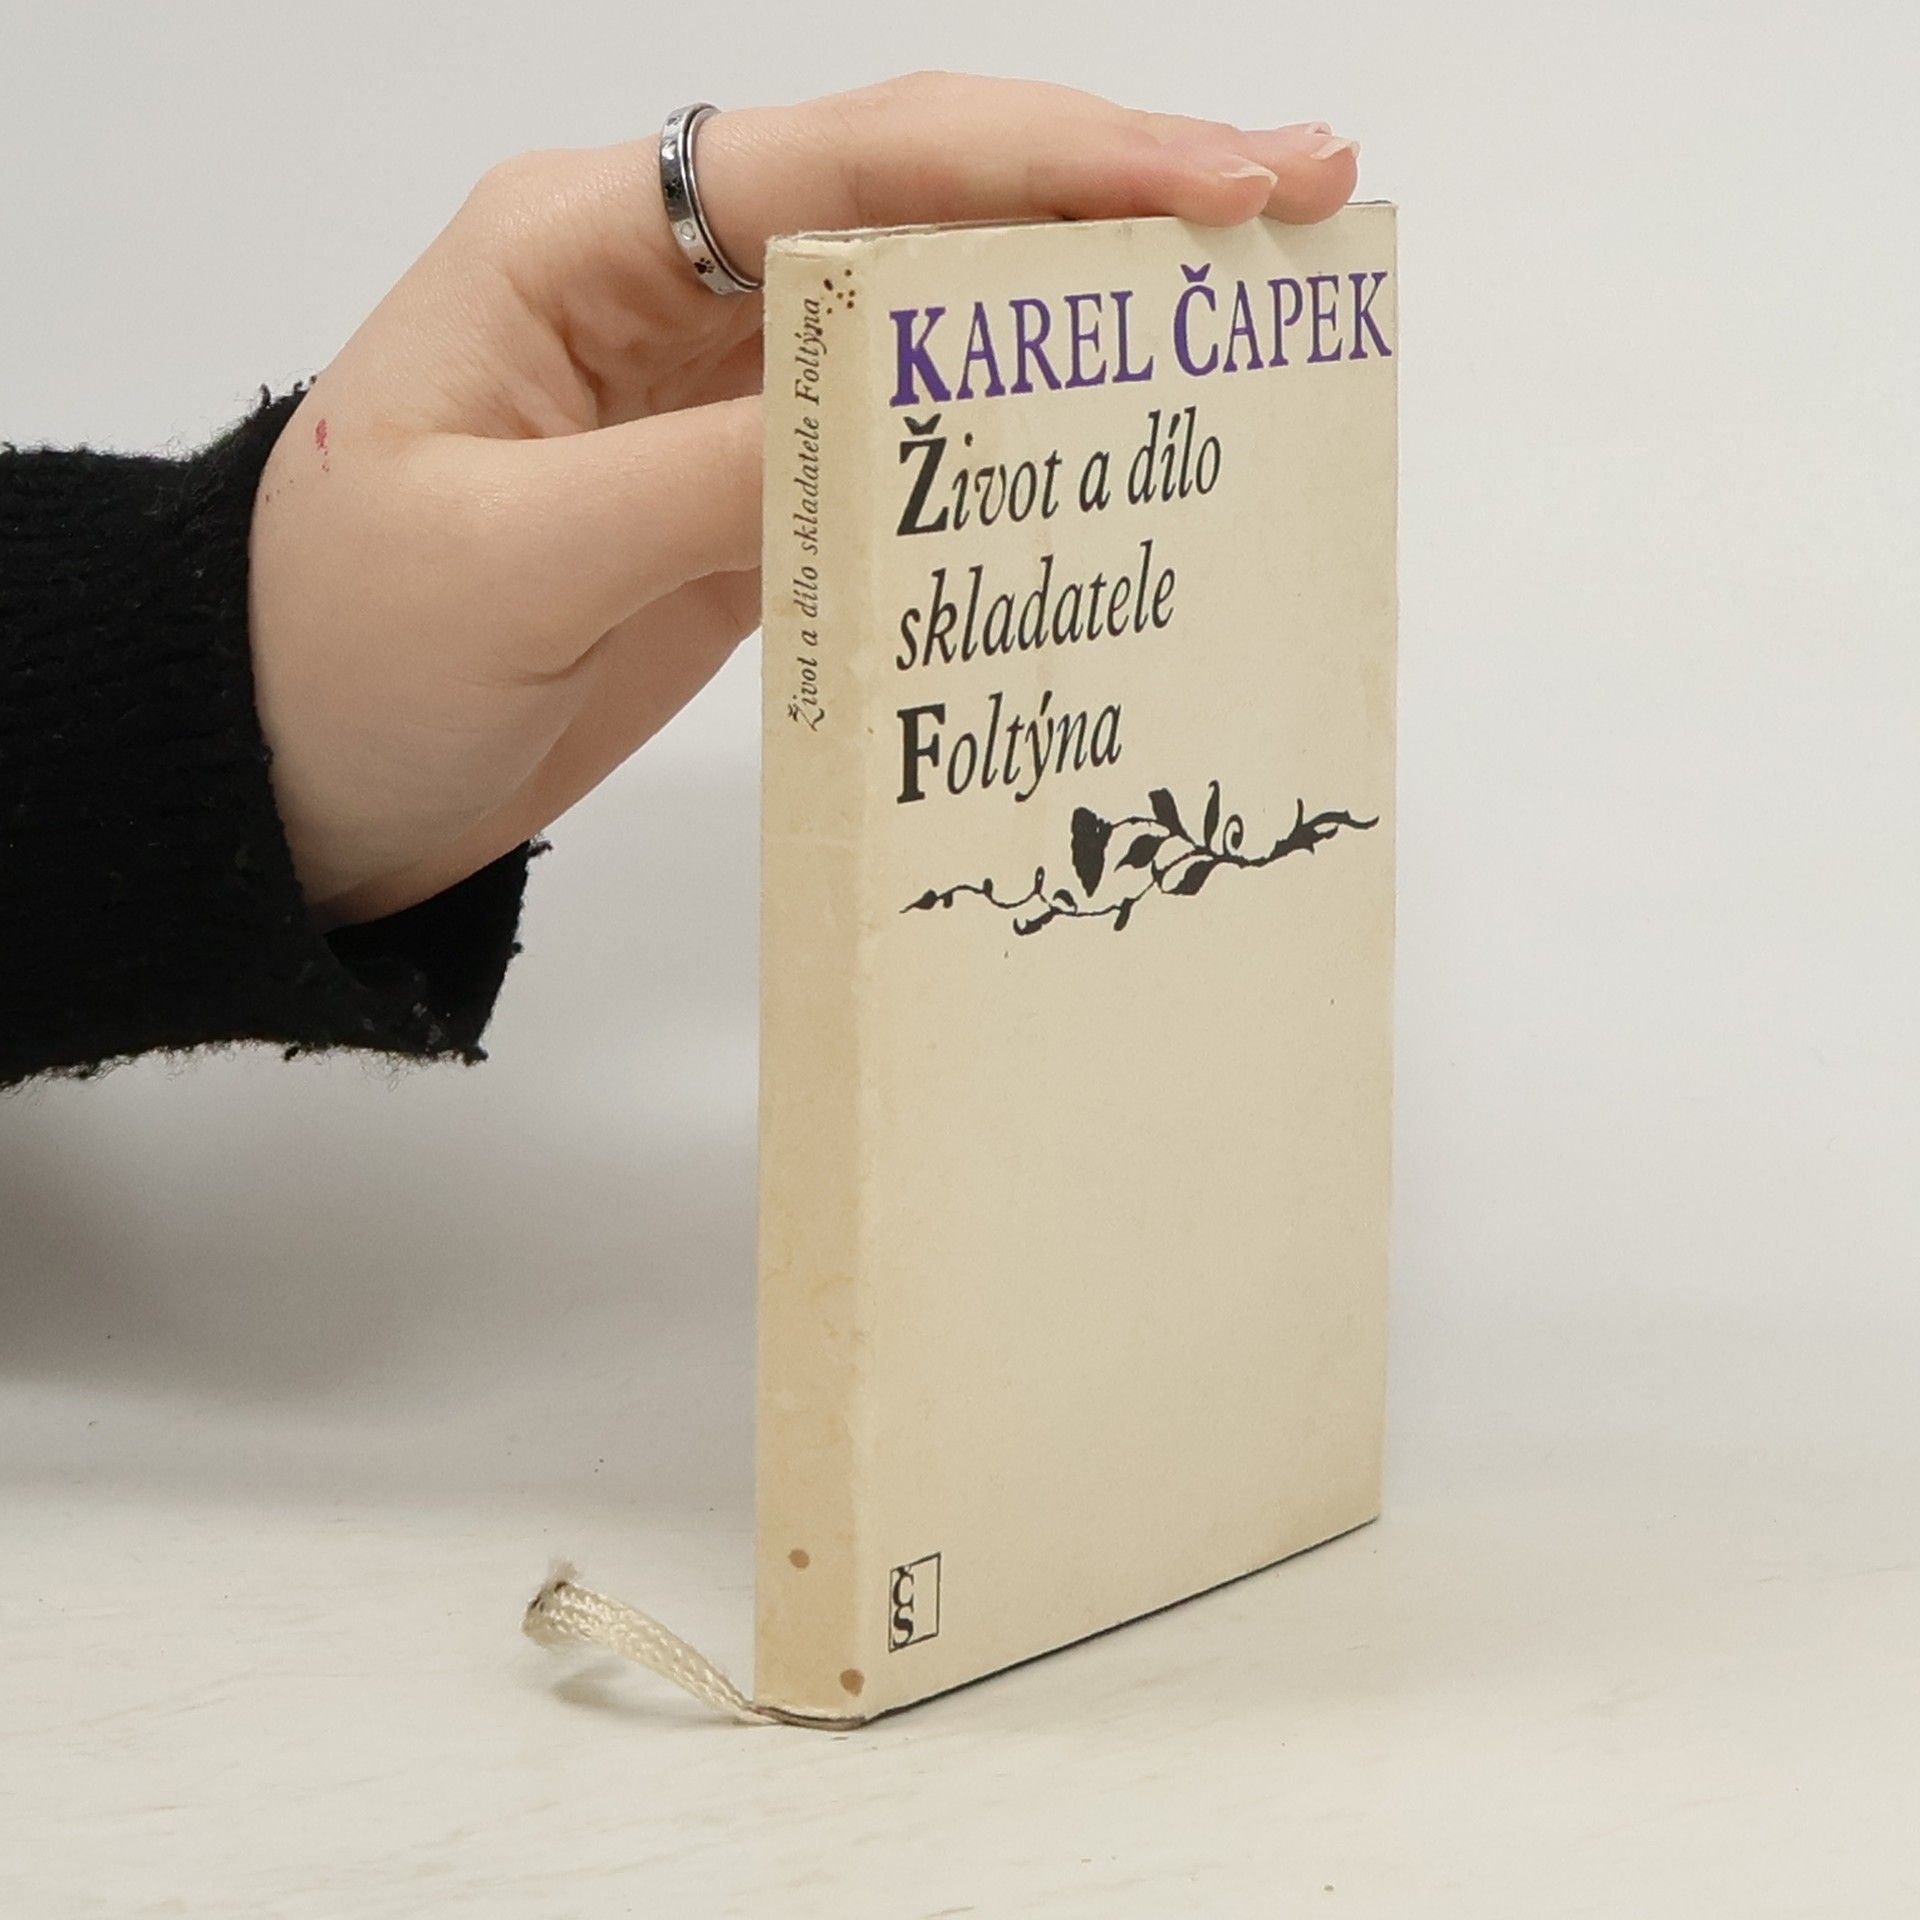 Život a dílo skladatele Foltýna
KAREL ČAPEK
Život a dílo
skladatele
Foltýna
ČS